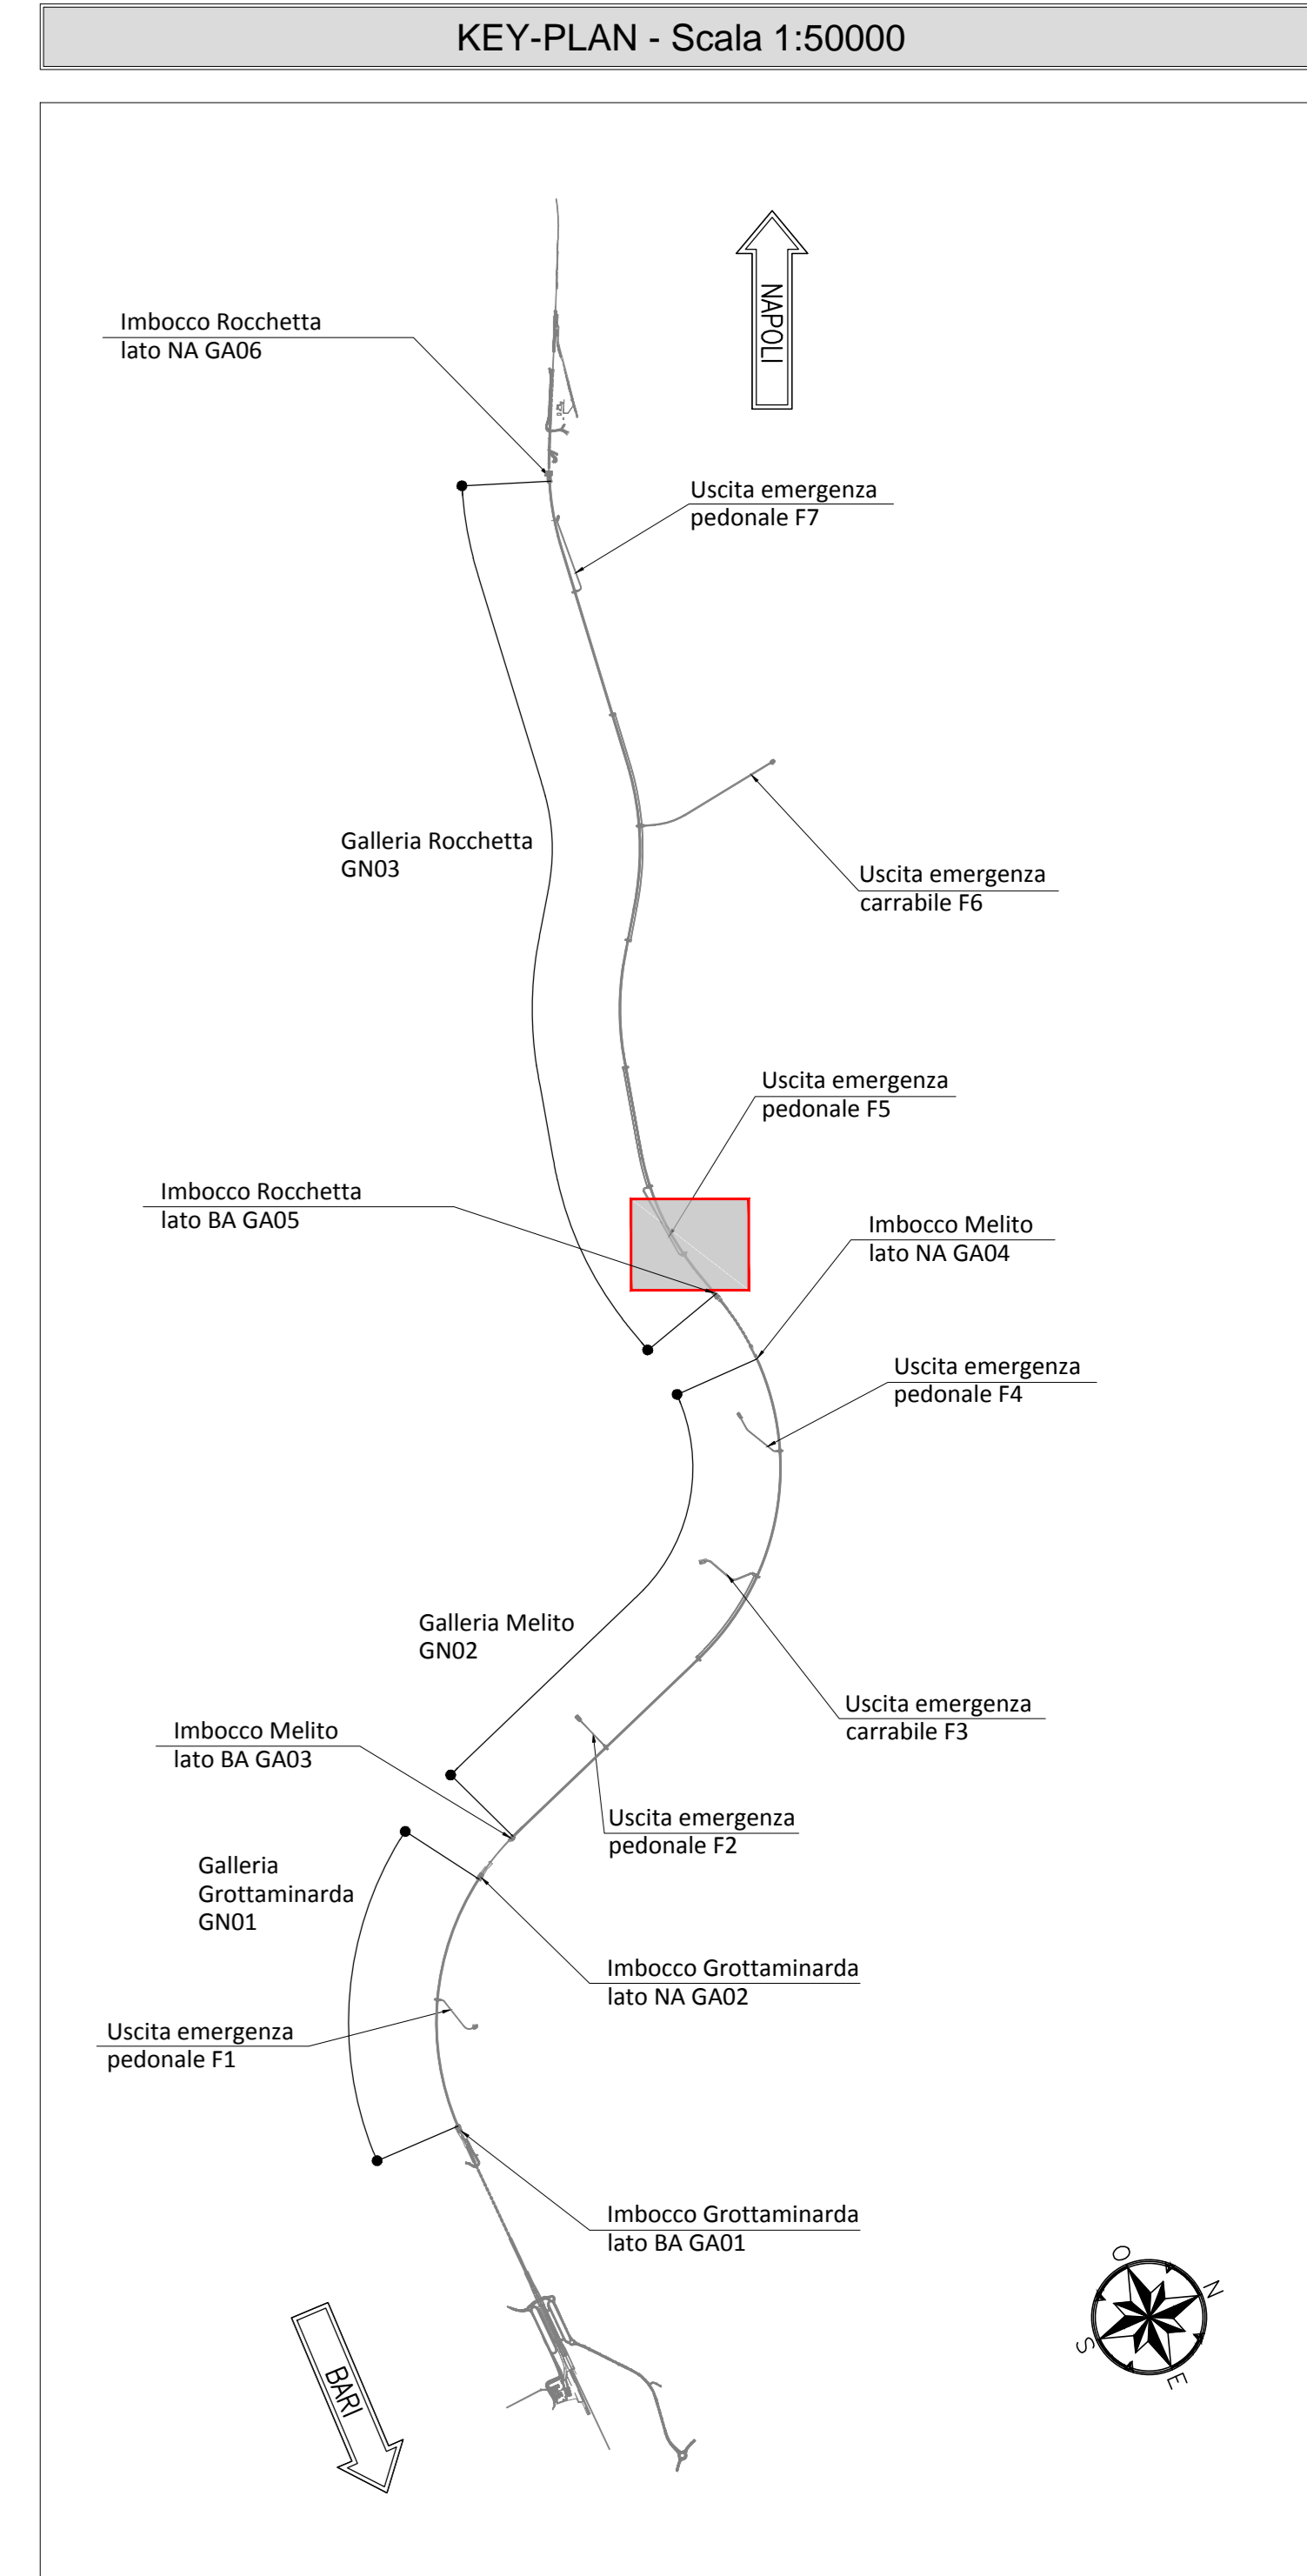 KEY-PLAN - Scala 1:50000
NAPOLI
Imbocco Rocchetta
lato NA GA06
Uscita emergenza
pedonale F7
Galleria Rocchetta
GN03
Uscita emergenza
carrabile F6
Uscita emergenza
pedonale F5
Imbocco Rocchetta
lato BA GA05
Imbocco Melito
lato NA GA04
Uscita emergenza
pedonale F4
Galleria Melito
GN02
Uscita emergenza
carrabile F3
Imbocco Melito
lato BA GA03
Uscita emergenza
pedonale F2
Galleria
Grottaminarda
GN01
Imbocco Grottaminarda
lato NA GA02
Uscita emergenza
pedonale F1
Imbocco Grottaminarda
lato BA GA01
O
N
S
E
BARI